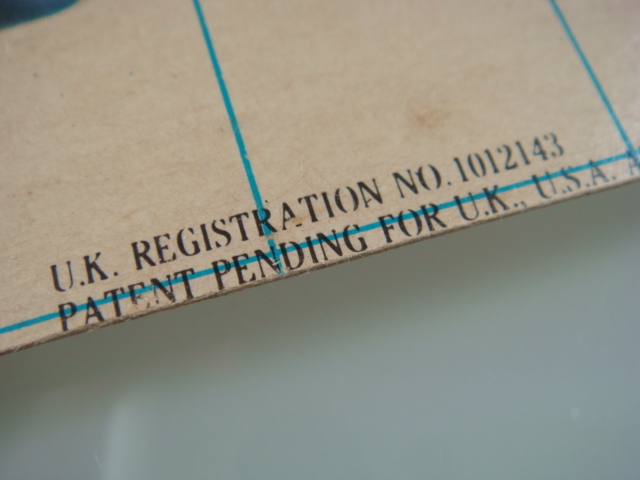 U.K. REGISTRATION NO. 1012143
PATENT PENDING FOR U.K., U.S.A.